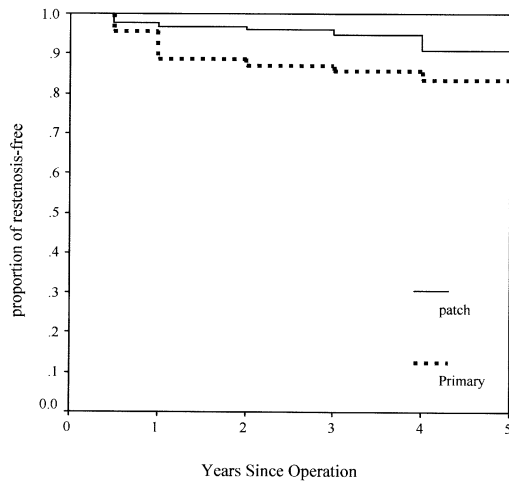 proportion of restenosis-free
1.0
.9
.8
.7
.6
.5
.4
.3
.2
.1
0.0
patch
Primary
0 1 2 3 4 5
Years Since Operation